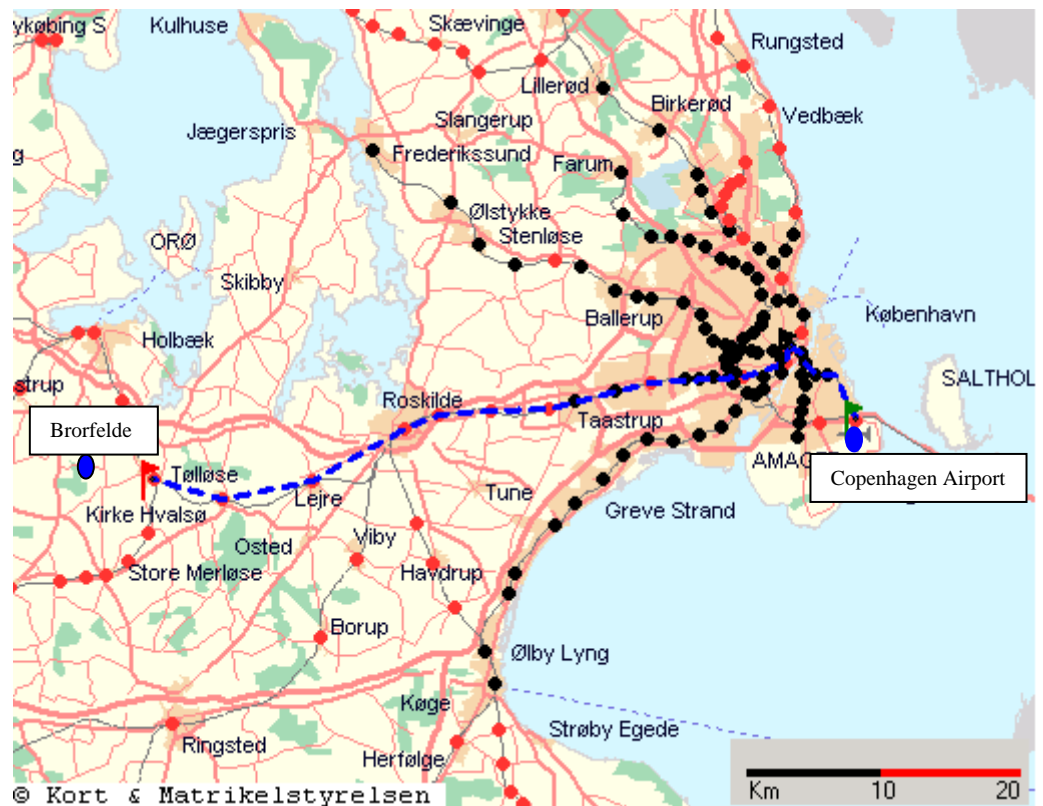 ykøbing S
Kulhuse
Skævinge
Rungsted
Lillerød
Birkerød
Vedbæk
Slangerup
Jægerspris
Frederikssund
Farum
g
Ølstykke
Stenløse
ORØ
Skibby
København
Ballerup
Holbæk
SALTHOL
strup
Roskilde
Taastrup
Brorfelde
Tølløse
AMAGE
Copenhagen Airport
Lejre
Tune
Kirke Hvalsø
Greve Strand
Osted
Viby
Store Merløse
Havdrup
Borup
Ølby Lyng
Køge
Strøby Egede
Ringsted
Herfølge
Km 10 20
© Kort & Matrikelstyrelsen